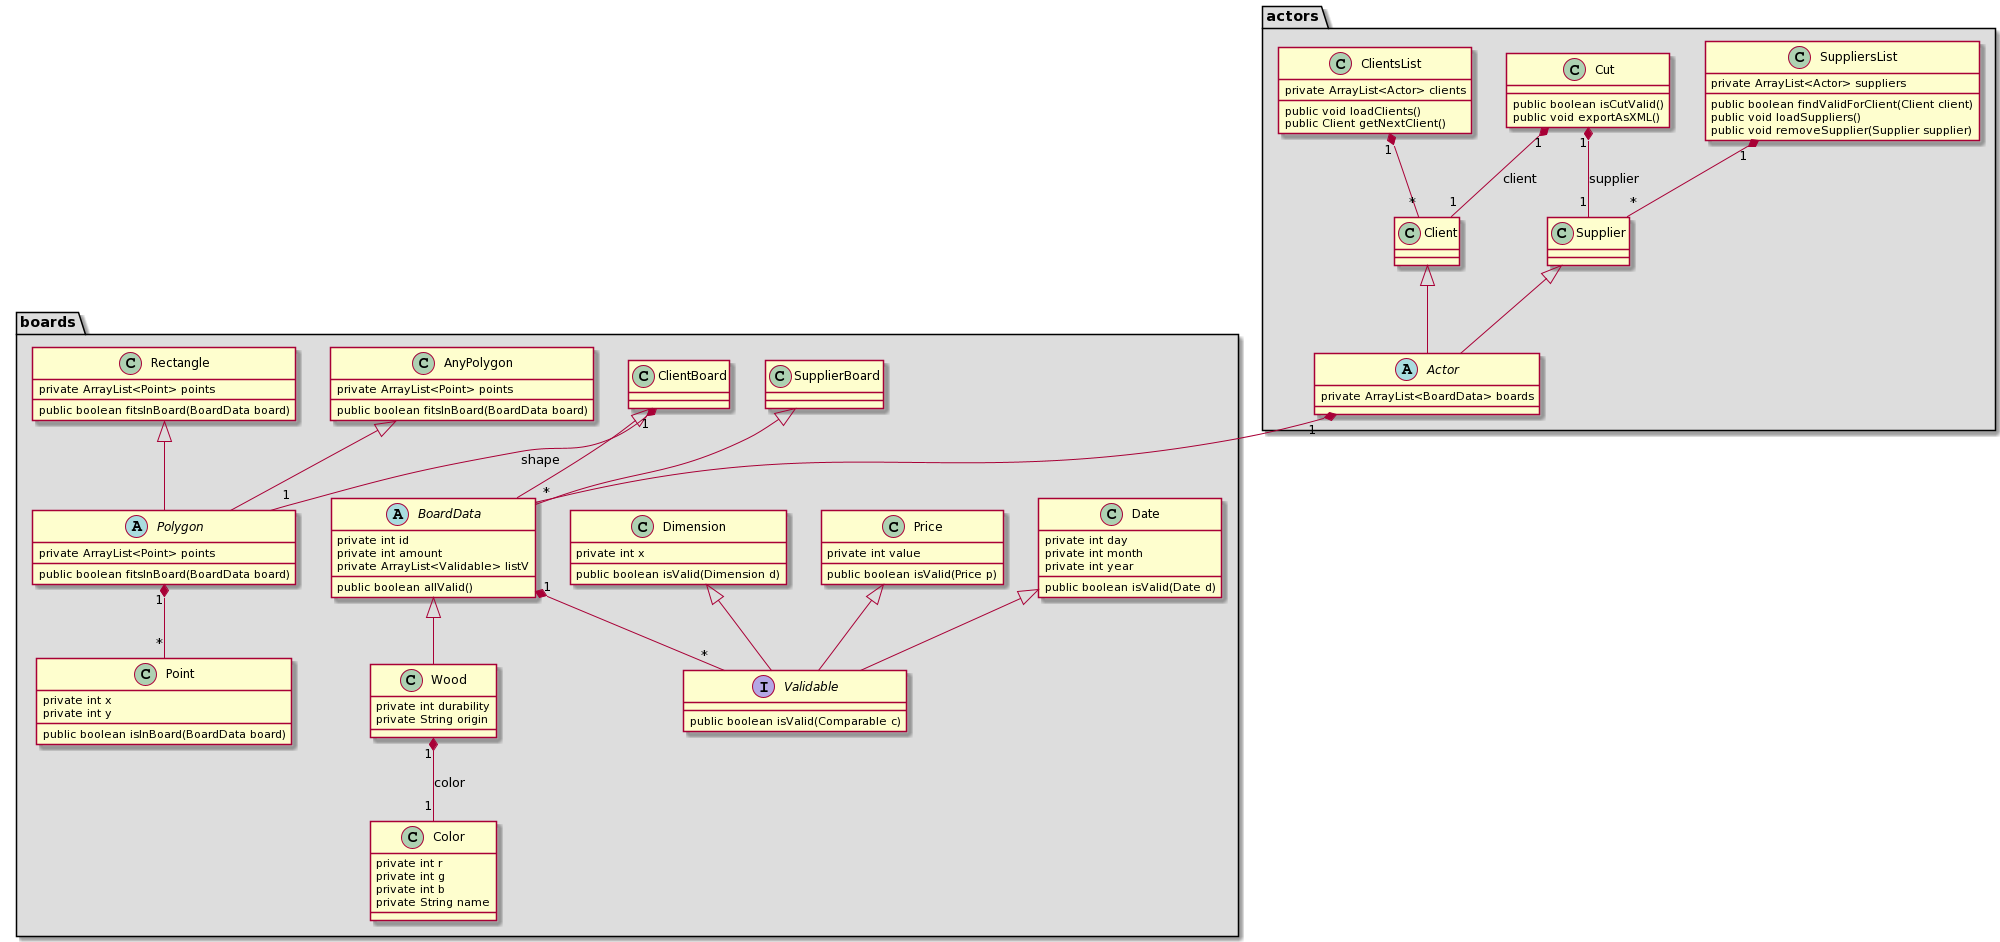 actors
C ClientsList
private ArrayList<Actor> clients
public void loadClients()
public Client getNextClient()
C Cut
public boolean isCutValid()
public void exportAsXML()
C SuppliersList
private ArrayList<Actor> suppliers
public boolean findValidForClient(Client client)
public void loadSuppliers()
public void removeSupplier(Supplier supplier)
1
1
1
1
client
supplier
*
1
1
*
C Client
C Supplier
A Actor
private ArrayList<BoardData> boards
1
boards
C Rectangle
private ArrayList<Point> points
public boolean fitsInBoard(BoardData board)
C AnyPolygon
private ArrayList<Point> points
public boolean fitsInBoard(BoardData board)
C ClientBoard
C SupplierBoard
1
shape
1
*
A Polygon
private ArrayList<Point> points
public boolean fitsInBoard(BoardData board)
A BoardData
private int id
private int amount
private ArrayList<Validable> listV
public boolean allValid()
C Dimension
private int x
public boolean isValid(Dimension d)
C Price
private int value
public boolean isValid(Price p)
C Date
private int day
private int month
private int year
public boolean isValid(Date d)
1
*
1
*
C Point
private int x
private int y
public boolean isInBoard(BoardData board)
C Wood
private int durability
private String origin
I Validable
public boolean isValid(Comparable c)
1
color
1
C Color
private int r
private int g
private int b
private String name